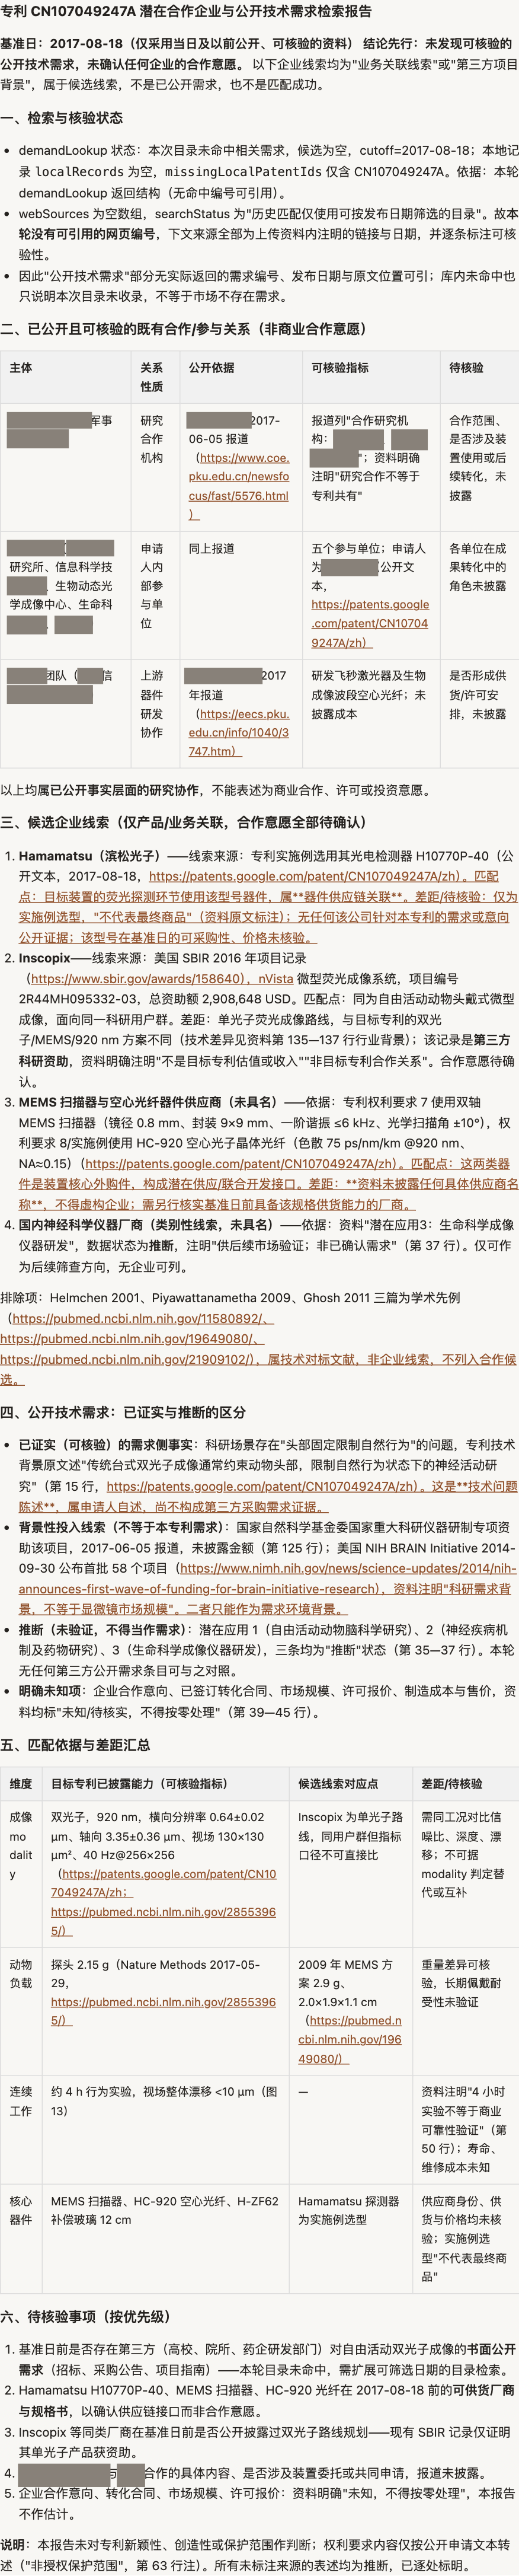 专利 CN107049247A 潜在合作企业与公开技术需求检索报告
基准日：2017-08-18（仅采用当日及以前公开、可核验的资料） 结论先行：未发现可核验的
公开技术需求，未确认任何企业的合作意愿。 以下企业线索均为"业务关联线索"或"第三方项目
背景"，属于候选线索，不是已公开需求，也不是匹配成功。
一、检索与核验状态
• demandLookup 状态：本次目录未命中相关需求，候选为空，cutoff=2017-08-18；本地记
录 localRecords 为空，missingLocalPatentIds 仅含 CN107049247A。依据：本轮
demandLookup 返回结构（无命中编号可引用）。
• webSources 为空数组，searchStatus 为"历史匹配仅使用可按发布日期筛选的目录"。故本
轮没有可引用的网页编号，下文来源全部为上传资料内注明的链接与日期，并逐条标注可核
验性。
• 因此"公开技术需求"部分无实际返回的需求编号、发布日期与原文位置可引；库内未命中也
只说明本次目录未收录，不等于市场不存在需求。
二、已公开且可核验的既有合作/参与关系（非商业合作意愿）
主体
关系
性质
公开依据
可核验指标
待核验
军事
研究
合作
机构
2017-
06-05 报道
（https://www.coe.
pku.edu.cn/newsfo
cus/fast/5576.html
）
报道列"合作研究机
构：
"；资料明确
注明"研究合作不等于
专利共有"
合作范围、
是否涉及装
置使用或后
续转化，未
披露
研究所、信息科学技
、生物动态光
学成像中心、生命科
、
申请
人内
部参
与单
位
同上报道
五个参与单位；申请人
为
公开文
本，
https://patents.google
.com/patent/CN10704
9247A/zh）
各单位在成
果转化中的
角色未披露
团队（
信
上游
器件
研发
协作
2017
年报道
（https://eecs.pku.
edu.cn/info/1040/3
747.htm）
研发飞秒激光器及生物
成像波段空心光纤；未
披露成本
是否形成供
货/许可安
排，未披露
以上均属已公开事实层面的研究协作，不能表述为商业合作、许可或投资意愿。
三、候选企业线索（仅产品/业务关联，合作意愿全部待确认）
1. Hamamatsu（滨松光子）——线索来源：专利实施例选用其光电检测器 H10770P-40（公
开文本，2017-08-18，https://patents.google.com/patent/CN107049247A/zh）。匹配
点：目标装置的荧光探测环节使用该型号器件，属**器件供应链关联**。差距/待核验：仅为
实施例选型，"不代表最终商品"（资料原文标注）；无任何该公司针对本专利的需求或意向
公开证据；该型号在基准日的可采购性、价格未核验。
2. Inscopix——线索来源：美国 SBIR 2016 年项目记录
（https://www.sbir.gov/awards/158640），nVista 微型荧光成像系统，项目编号
2R44MH095332-03，总资助额 2,908,648 USD。匹配点：同为自由活动动物头戴式微型
成像，面向同一科研用户群。差距：单光子荧光成像路线，与目标专利的双光
子/MEMS/920 nm 方案不同（技术差异见资料第 135—137 行行业背景）；该记录是第三方
科研资助，资料明确注明"不是目标专利估值或收入""非目标专利合作关系"。合作意愿待确
认。
3. MEMS 扫描器与空心光纤器件供应商（未具名）——依据：专利权利要求 7 使用双轴
MEMS 扫描器（镜径 0.8 mm、封装 9×9 mm、一阶谐振 ≤6 kHz、光学扫描角 ±10°），权
利要求 8/实施例使用 HC-920 空心光子晶体光纤（色散 75 ps/nm/km @920 nm、
NA≈0.15）（https://patents.google.com/patent/CN107049247A/zh）。匹配点：这两类器
件是装置核心外购件，构成潜在供应/联合开发接口。差距：**资料未披露任何具体供应商名
称**，不得虚构企业；需另行核实基准日前具备该规格供货能力的厂商。
4. 国内神经科学仪器厂商（类别性线索，未具名）——依据：资料"潜在应用3：生命科学成像
仪器研发"，数据状态为推断，注明"供后续市场验证；非已确认需求"（第 37 行）。仅可作
为后续筛查方向，无企业可列。
排除项：Helmchen 2001、Piyawattanametha 2009、Ghosh 2011 三篇为学术先例
（https://pubmed.ncbi.nlm.nih.gov/11580892/、
https://pubmed.ncbi.nlm.nih.gov/19649080/、
https://pubmed.ncbi.nlm.nih.gov/21909102/），属技术对标文献，非企业线索，不列入合作候
选。
四、公开技术需求：已证实与推断的区分
• 已证实（可核验）的需求侧事实：科研场景存在"头部固定限制自然行为"的问题，专利技术
背景原文述"传统台式双光子成像通常约束动物头部，限制自然行为状态下的神经活动研
究"（第 15 行，https://patents.google.com/patent/CN107049247A/zh）。这是**技术问题
陈述**，属申请人自述，尚不构成第三方采购需求证据。
• 背景性投入线索（不等于本专利需求）：国家自然科学基金委国家重大科研仪器研制专项资
助该项目，2017-06-05 报道，未披露金额（第 125 行）；美国 NIH BRAIN Initiative 2014-
09-30 公布首批 58 个项目（https://www.nimh.nih.gov/news/science-updates/2014/nih-
announces-first-wave-of-funding-for-brain-initiative-research），资料注明"科研需求背
景，不等于显微镜市场规模"。二者只能作为需求环境背景。
• 推断（未验证，不得当作需求）：潜在应用 1（自由活动动物脑科学研究）、2（神经疾病机
制及药物研究）、3（生命科学成像仪器研发），三条均为"推断"状态（第 35—37 行）。本轮
无任何第三方公开需求条目可与之对照。
• 明确未知项：企业合作意向、已签订转化合同、市场规模、许可报价、制造成本与售价，资
料均标"未知/待核实，不得按零处理"（第 39—45 行）。
五、匹配依据与差距汇总
维度
目标专利已披露能力（可核验指标）
候选线索对应点
差距/待核验
成像
mo
dalit
y
双光子，920 nm，横向分辨率 0.64±0.02
μm、轴向 3.35±0.36 μm、视场 130×130
μm²、40 Hz@256×256
（https://patents.google.com/patent/CN10
7049247A/zh；
https://pubmed.ncbi.nlm.nih.gov/2855396
5/）
Inscopix 为单光子路
线，同用户群但指标
口径不可直接比
需同工况对比信
噪比、深度、漂
移；不可据
modality 判定替
代或互补
动物
负载
探头 2.15 g（Nature Methods 2017-05-
29，
https://pubmed.ncbi.nlm.nih.gov/2855396
5/）
2009 年 MEMS 方
案 2.9 g、
2.0×1.9×1.1 cm
（https://pubmed.n
cbi.nlm.nih.gov/196
49080/）
重量差异可核
验，长期佩戴耐
受性未验证
连续
工作
约 4 h 行为实验，视场整体漂移 <10 μm（图
13）
—
资料注明"4 小时
实验不等于商业
可靠性验证"（第
50 行）；寿命、
维修成本未知
核心
器件
MEMS 扫描器、HC-920 空心光纤、H-ZF62
补偿玻璃 12 cm
Hamamatsu 探测器
为实施例选型
供应商身份、供
货与价格均未核
验；实施例选
型"不代表最终商
品"
六、待核验事项（按优先级）
1. 基准日前是否存在第三方（高校、院所、药企研发部门）对自由活动双光子成像的书面公开
需求（招标、采购公告、项目指南）——本轮目录未命中，需扩展可筛选日期的目录检索。
2. Hamamatsu H10770P-40、MEMS 扫描器、HC-920 光纤在 2017-08-18 前的可供货厂商
与规格书，以确认供应链接口而非合作意愿。
3. Inscopix 等同类厂商在基准日前是否公开披露过双光子路线规划——现有 SBIR 记录仅证明
其单光子产品获资助。
4.
与
合作的具体内容、是否涉及装置委托或共同申请，报道未披露。
5. 企业合作意向、转化合同、市场规模、许可报价：资料明确"未知，不得按零处理"，本报告
不作估计。
说明：本报告未对专利新颖性、创造性或保护范围作判断；权利要求内容仅按公开申请文本转
述（"非授权保护范围"，第 63 行注）。所有未标注来源的表述均为推断，已逐处标明。